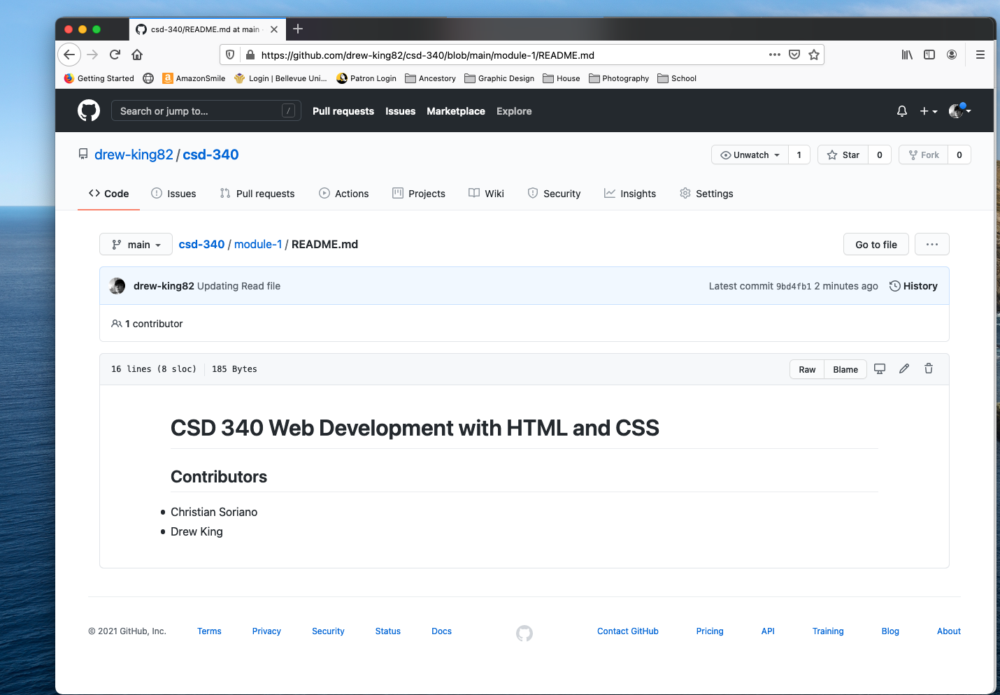 csd-340/README.md at main
https://github.com/drew-king82/csd-340/blob/main/module-1/README.md
Getting Started AmazonSmile Login | Bellevue Uni... Patron Login Ancestory Graphic Design House Photography School
Search or jump to... / Pull requests Issues Marketplace Explore
drew-king82 / csd-340 Unwatch 1 Star 0 Fork 0
Code Issues Pull requests Actions Projects Wiki Security Insights Settings
main csd-340 / module-1 / README.md Go to file
drew-king82 Updating Read file Latest commit 9bd4fb1 2 minutes ago History
1 contributor
16 lines (8 sloc) 185 Bytes Raw Blame
CSD 340 Web Development with HTML and CSS
Contributors
• Christian Soriano
• Drew King
© 2021 GitHub, Inc. Terms Privacy Security Status Docs Contact GitHub Pricing API Training Blog About